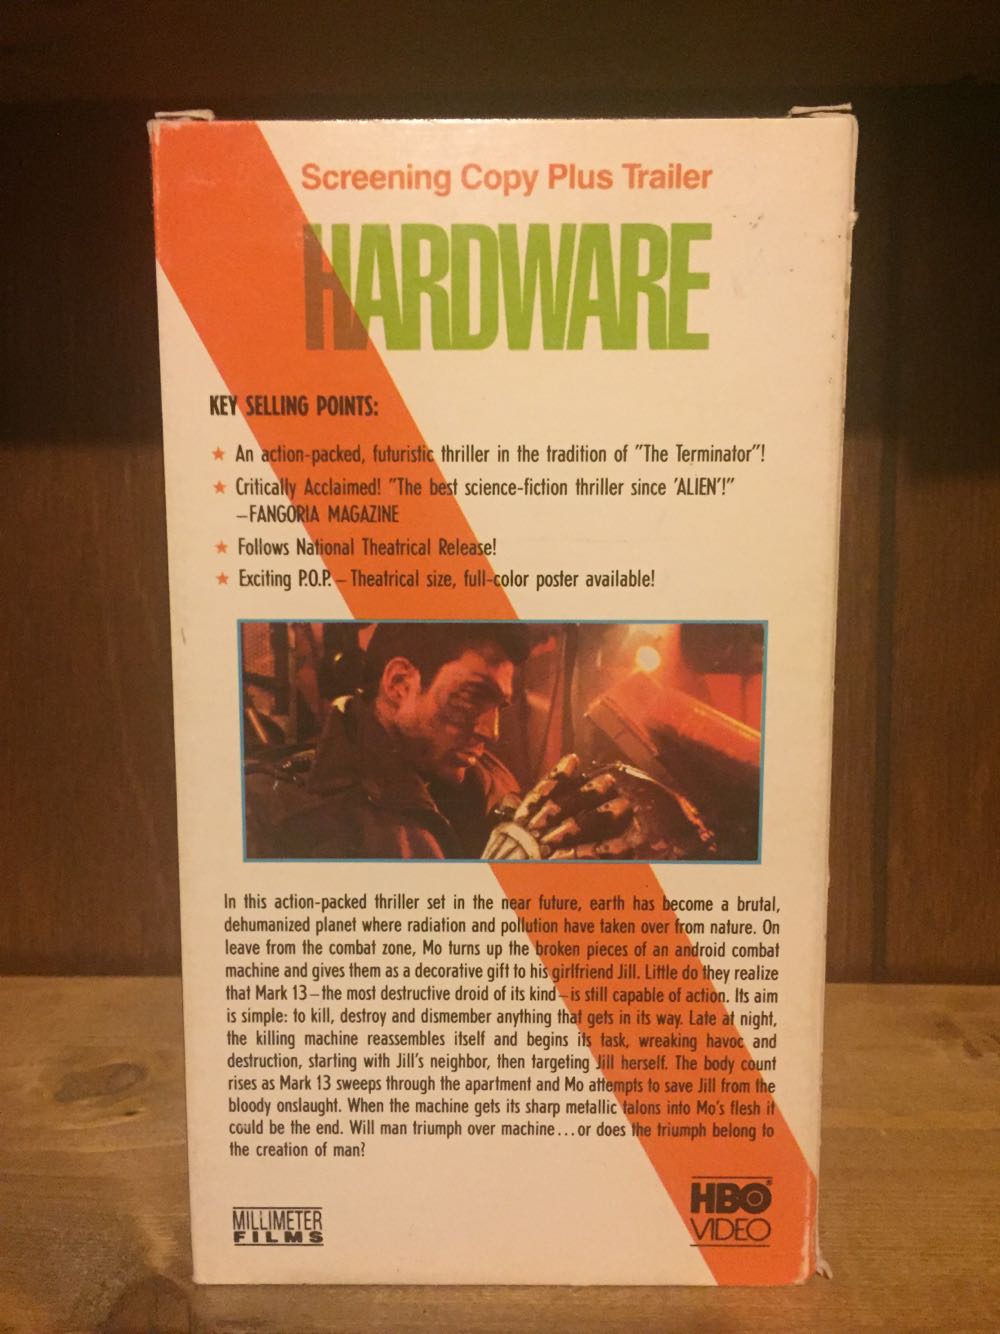 Screening Copy Plus Trailer
HARDWARE
KEY SELLING POINTS:
★ An action-packed, futuristic thriller in the tradition of "The Terminator"!
★ Critically Acclaimed! "The best science-fiction thriller since 'ALIEN'!"
–FANGORIA MAGAZINE
★ Follows National Theatrical Release!
★ Exciting P.O.P. – Theatrical size, full-color poster available!
In this action-packed thriller set in the near future, earth has become a brutal,
dehumanized planet where radiation and pollution have taken over from nature. On
leave from the combat zone, Mo turns up the broken pieces of an android combat
machine and gives them as a decorative gift to his girlfriend Jill. Little do they realize
that Mark 13–the most destructive droid of its kind–is still capable of action. Its aim
is simple: to kill, destroy and dismember anything that gets in its way. Late at night,
the killing machine reassembles itself and begins its task, wreaking havoc and
destruction, starting with Jill's neighbor, then targeting Jill herself. The body count
rises as Mark 13 sweeps through the apartment and Mo attempts to save Jill from the
bloody onslaught. When the machine gets its sharp metallic talons into Mo's flesh it
could be the end. Will man triumph over machine...or does the triumph belong to
the creation of man?
MILLIMETER
FILMS
HBO®
VIDEO